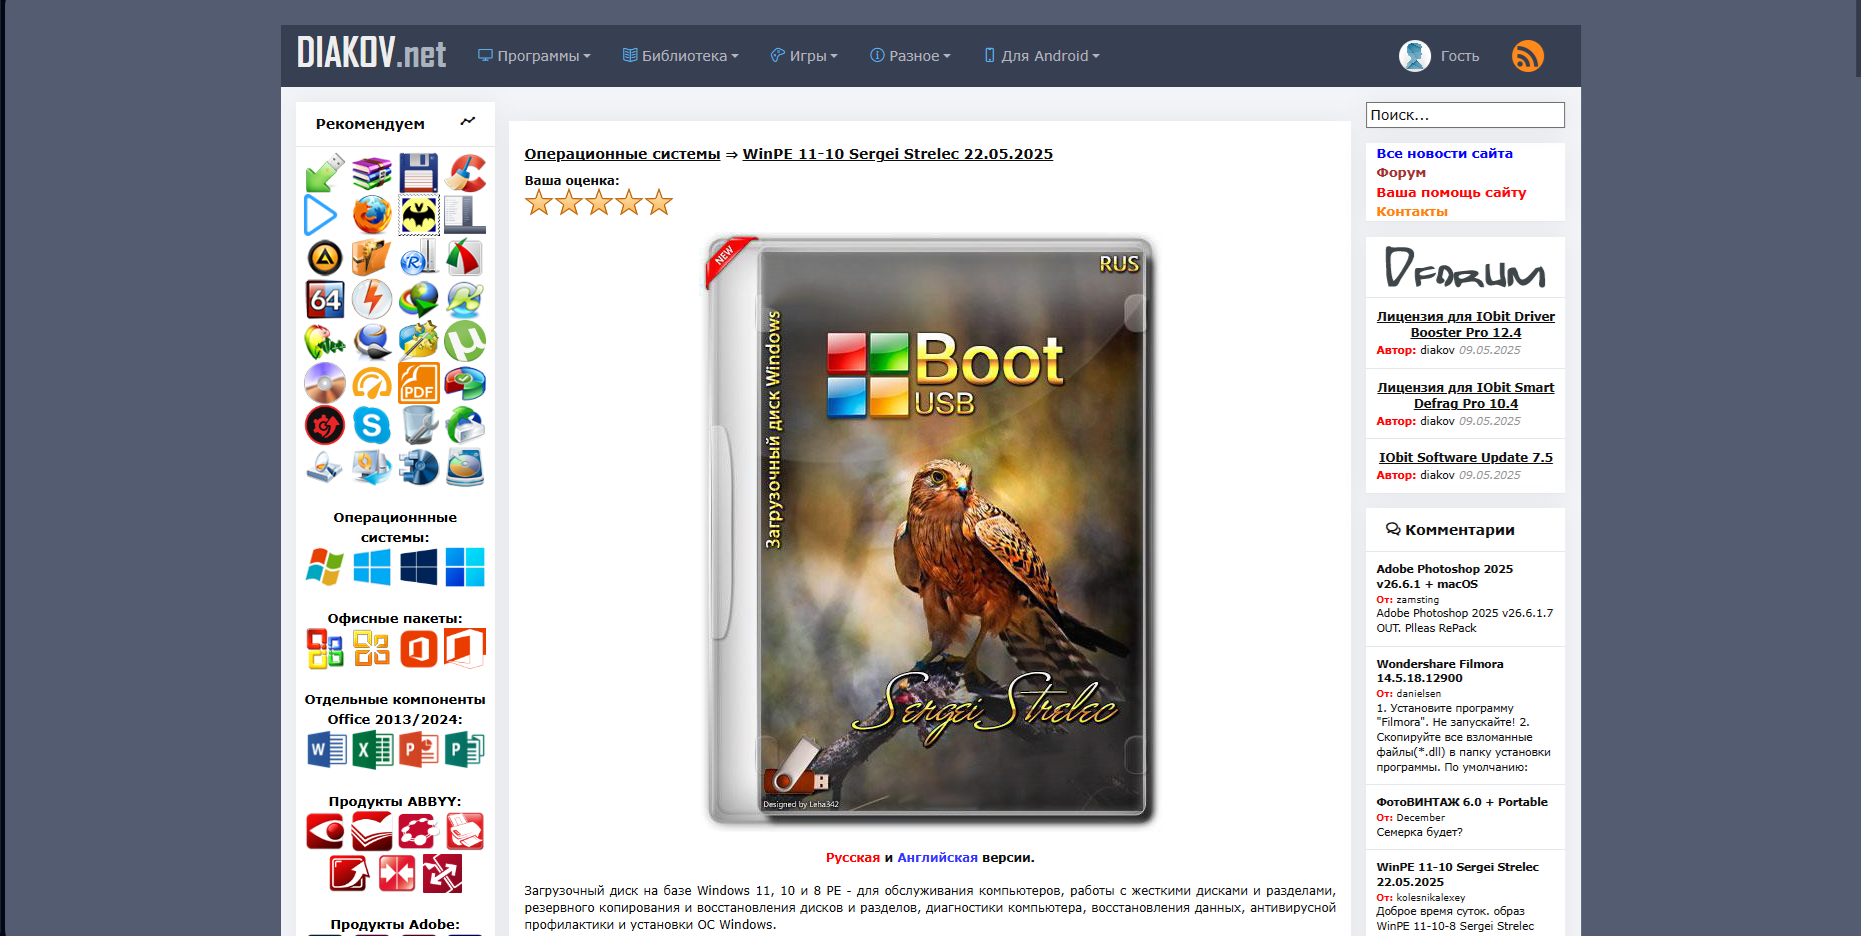 DIAKOV.net
Программы
Библиотека
Игры
Разное
Для Android
Гость
Рекомендуем
64
PDF
Операционнные
системы:
Офисные пакеты:
Отдельные компоненты
Office 2013/2024:
Продукты ABBYY:
Продукты Adobe:
Операционные системы ⇒ WinPE 11-10 Sergei Strelec 22.05.2025
Ваша оценка:
NEW
RUS
Загрузочный диск Windows
Boot
USB
Sergei Strelec
Designed by Leha342
Русская и Английская версии.
Загрузочный диск на базе Windows 11, 10 и 8 PE - для обслуживания компьютеров, работы с жесткими дисками и разделами,
резервного копирования и восстановления дисков и разделов, диагностики компьютера, восстановления данных, антивирусной
профилактики и установки ОС Windows.
Поиск...
Все новости сайта
Форум
Ваша помощь сайту
Контакты
DFORUM
Лицензия для IObit Driver
Booster Pro 12.4
Автор: diakov 09.05.2025
Лицензия для IObit Smart
Defrag Pro 10.4
Автор: diakov 09.05.2025
IObit Software Update 7.5
Автор: diakov 09.05.2025
Комментарии
Adobe Photoshop 2025
v26.6.1 + macOS
От: zamsting
Adobe Photoshop 2025 v26.6.1.7
OUT. Plleas RePack
Wondershare Filmora
14.5.18.12900
От: danielsen
1. Установите программу
"Filmora". Не запускайте! 2.
Скопируйте все взломанные
файлы(*.dll) в папку установки
программы. По умолчанию:
ФотоВИНТАЖ 6.0 + Portable
От: December
Семерка будет?
WinPE 11-10 Sergei Strelec
22.05.2025
От: kolesnikalexey
Доброе время суток. образ
WinPE 11-10-8 Sergei Strelec